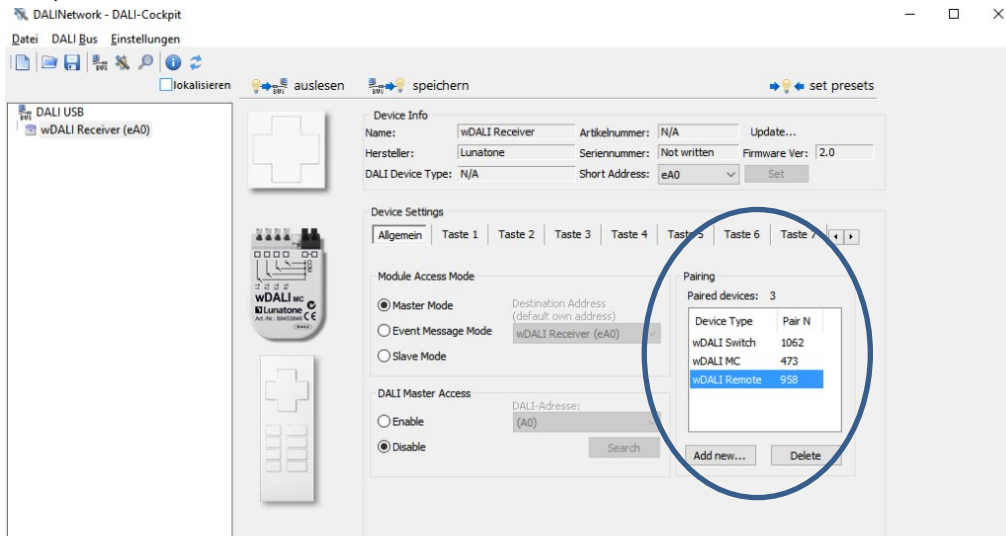 DALINetwork - DALI-Cockpit
Datei DALI Bus Einstellungen
lokalisieren auslesen speichern set presets
DALI USB
wDALI Receiver (eA0)
Device Info
Name: wDALI Receiver Artikelnummer: N/A Update...
Hersteller: Lunatone Seriennummer: Not written Firmware Ver: 2.0
DALI Device Type: N/A Short Address: eA0 Set
Device Settings
Allgemein Taste 1 Taste 2 Taste 3 Taste 4 Taste 5 Taste 6 Taste 7
Module Access Mode
Master Mode
Event Message Mode
Slave Mode
Destination Address
(default own address)
wDALI Receiver (eA0)
DALI Master Access
Enable
Disable
DALI-Adresse:
(A0)
Search
Pairing
Paired devices: 3
Device Type Pair N
wDALI Switch 1062
wDALI MC 473
wDALI Remote 958
Add new... Delete
wDALI MC
Lunatone